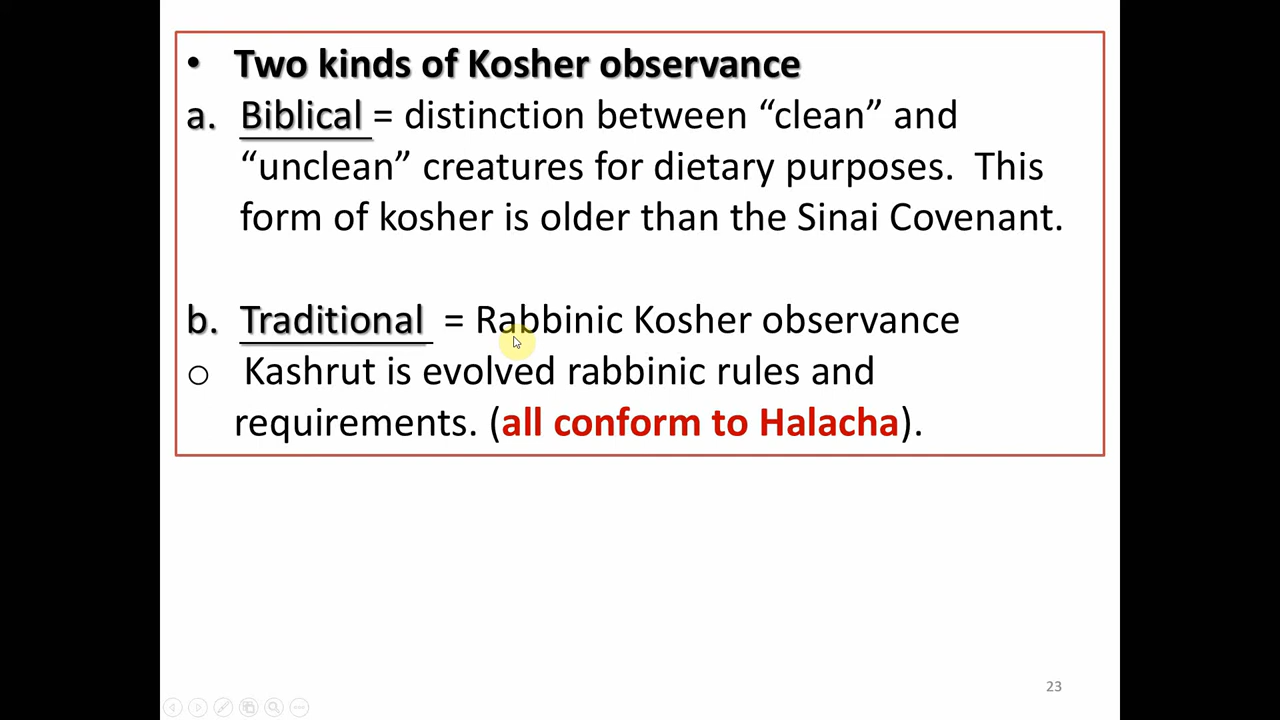 • Two kinds of Kosher observance
a. Biblical = distinction between “clean” and
“unclean” creatures for dietary purposes.  This
form of kosher is older than the Sinai Covenant.
b. Traditional  = Rabbinic Kosher observance
o Kashrut is evolved rabbinic rules and
requirements. (all conform to Halacha).
23